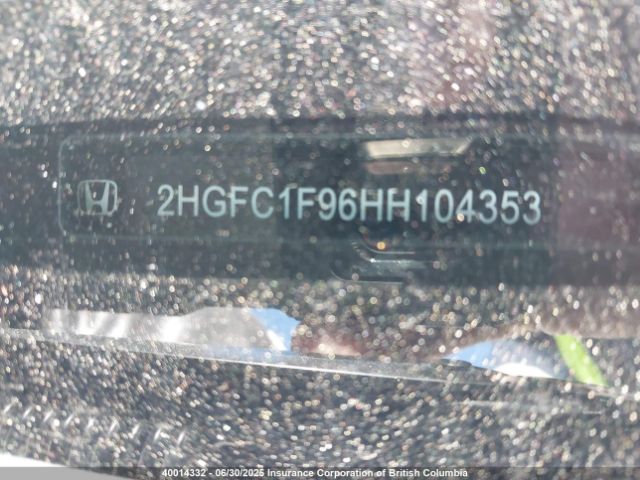 2HGFC1F96HH104353
40014332 - 06/30/2025 Insurance Corporation of British Columbia